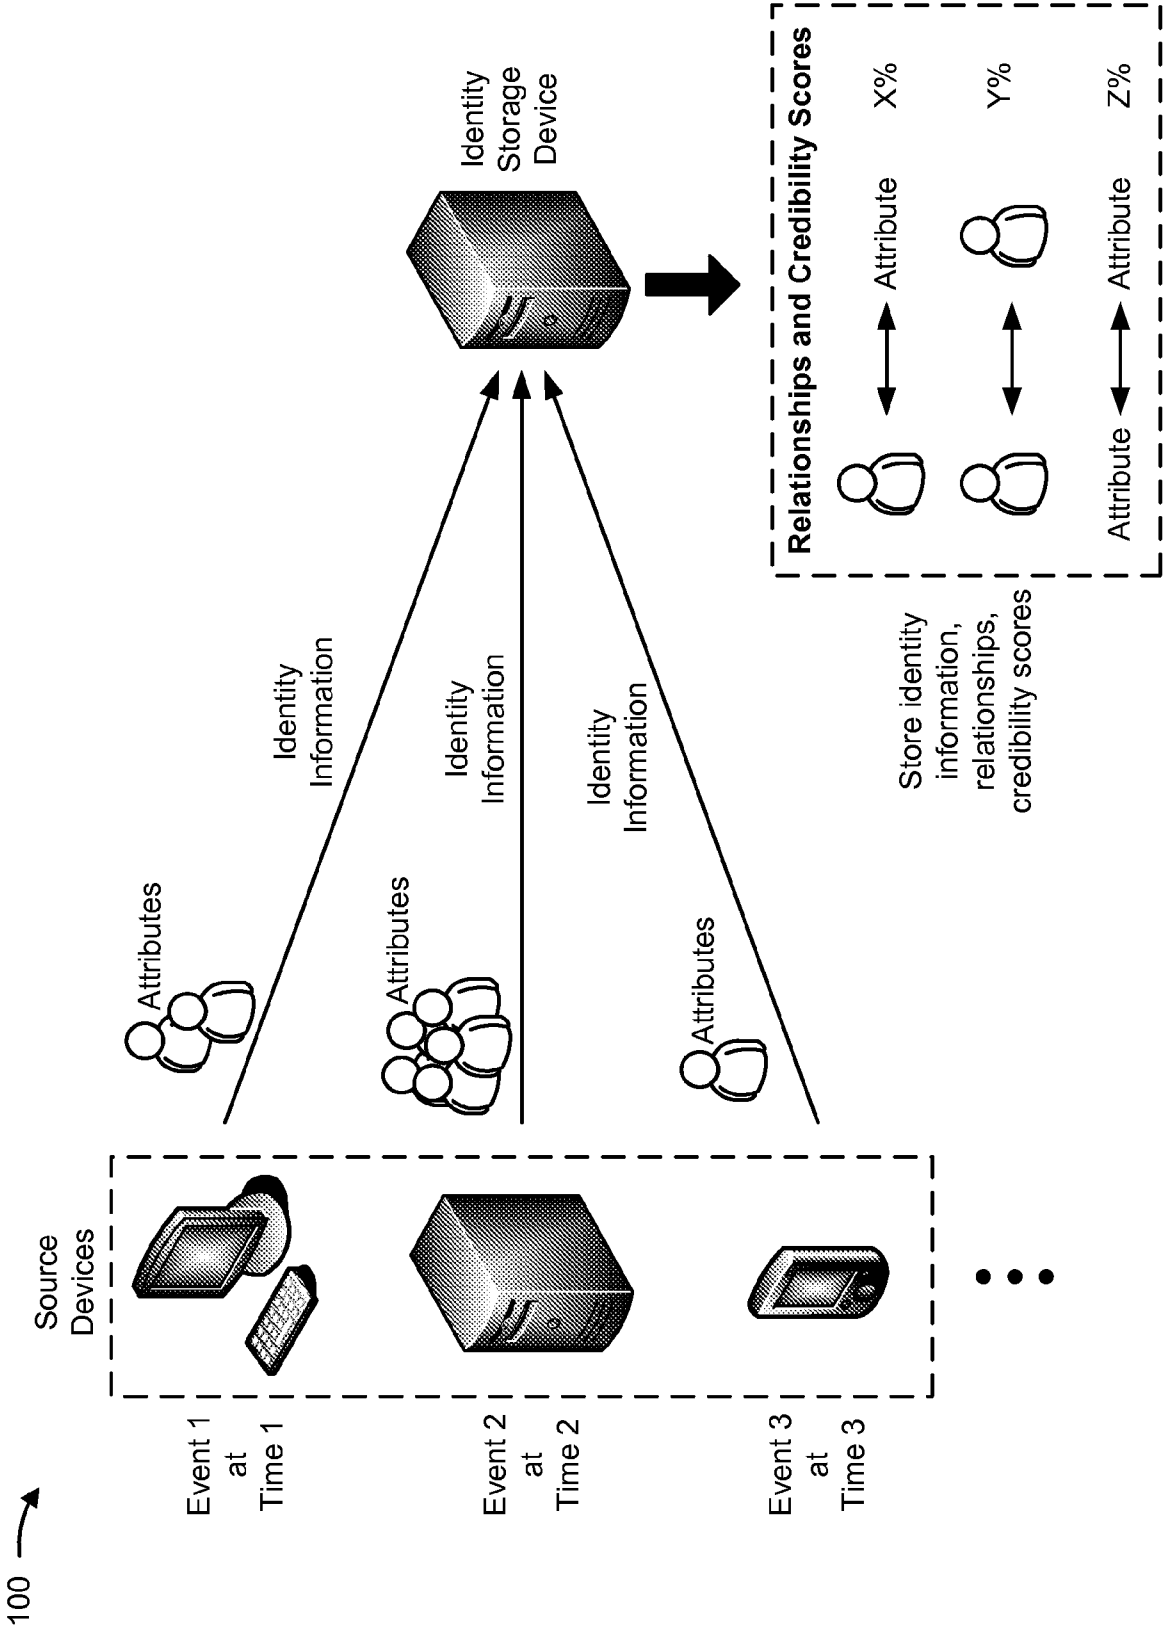 100
Source
Devices
Event 1
at
Time 1
Attributes
Identity
Information
Event 2
at
Time 2
Attributes
Identity
Information
Event 3
at
Time 3
Attributes
Identity
Information
Identity
Storage
Device
Store identity
information,
relationships,
credibility scores
Relationships and Credibility Scores
Attribute X%
Y%
Attribute Attribute Z%